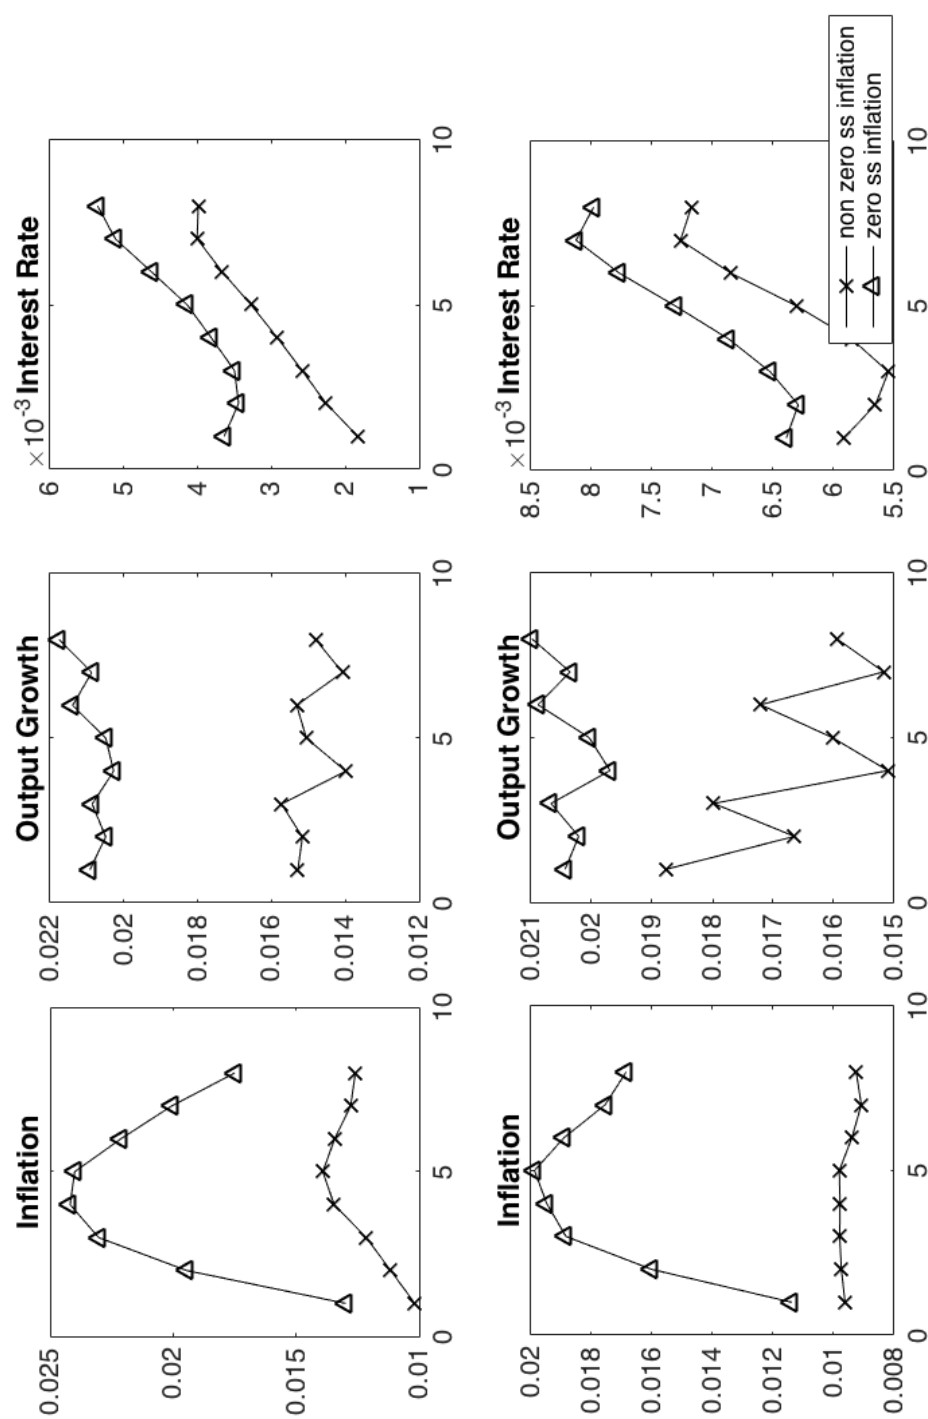 Inflation
0.025
0.02
0.015
0.01
0 5 10
Output Growth
0.022
0.02
0.018
0.016
0.014
0.012
0 5 10
×10-3 Interest Rate
6
5
4
3
2
1
0 5 10
Inflation
0.02
0.018
0.016
0.014
0.012
0.01
0.008
0 5 10
Output Growth
0.021
0.02
0.019
0.018
0.017
0.016
0.015
0 5 10
×10-3 Interest Rate
8.5
8
7.5
7
6.5
6
5.5
0 5 10
non zero ss inflation
zero ss inflation